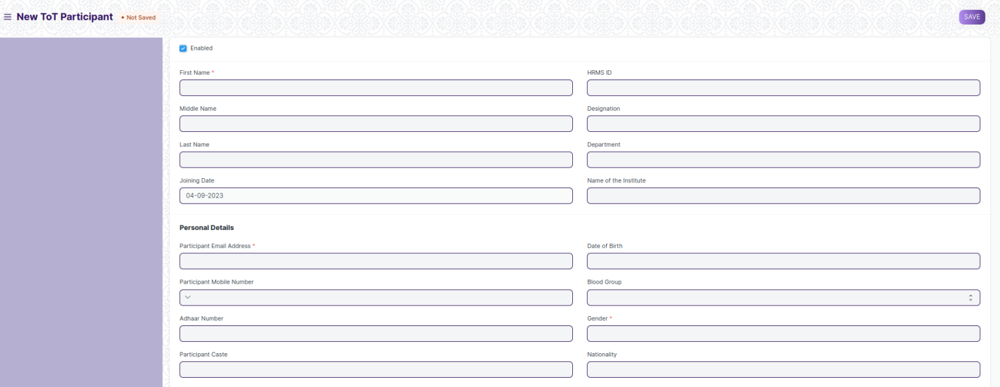 New ToT Participant • Not Saved SAVE
Enabled
First Name * HRMS ID
Middle Name Designation
Last Name Department
Joining Date Name of the Institute
04-09-2023
Personal Details
Participant Email Address * Date of Birth
Participant Mobile Number Blood Group
Adhaar Number Gender *
Participant Caste Nationality